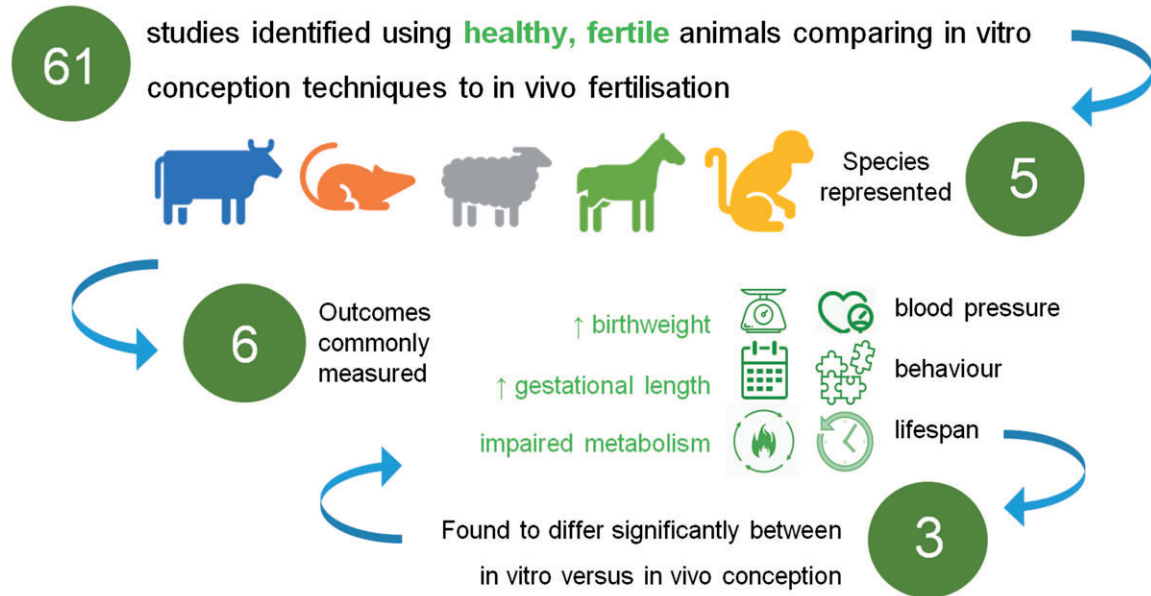 61
studies identified using healthy, fertile animals comparing in vitro
conception techniques to in vivo fertilisation
Species
represented
5
6
Outcomes
commonly
measured
↑ birthweight
blood pressure
↑ gestational length
behaviour
impaired metabolism
lifespan
Found to differ significantly between
in vitro versus in vivo conception
3